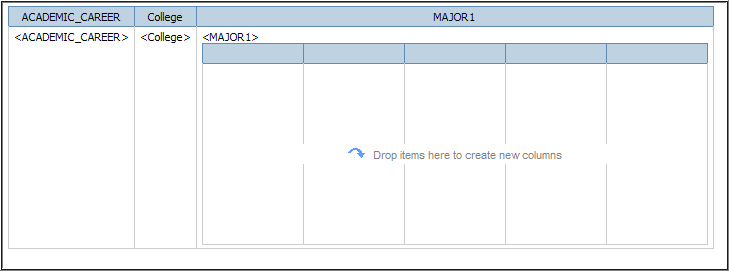 ACADEMIC_CAREER College MAJOR1
<ACADEMIC_CAREER> <College> <MAJOR1>
Drop items here to create new columns